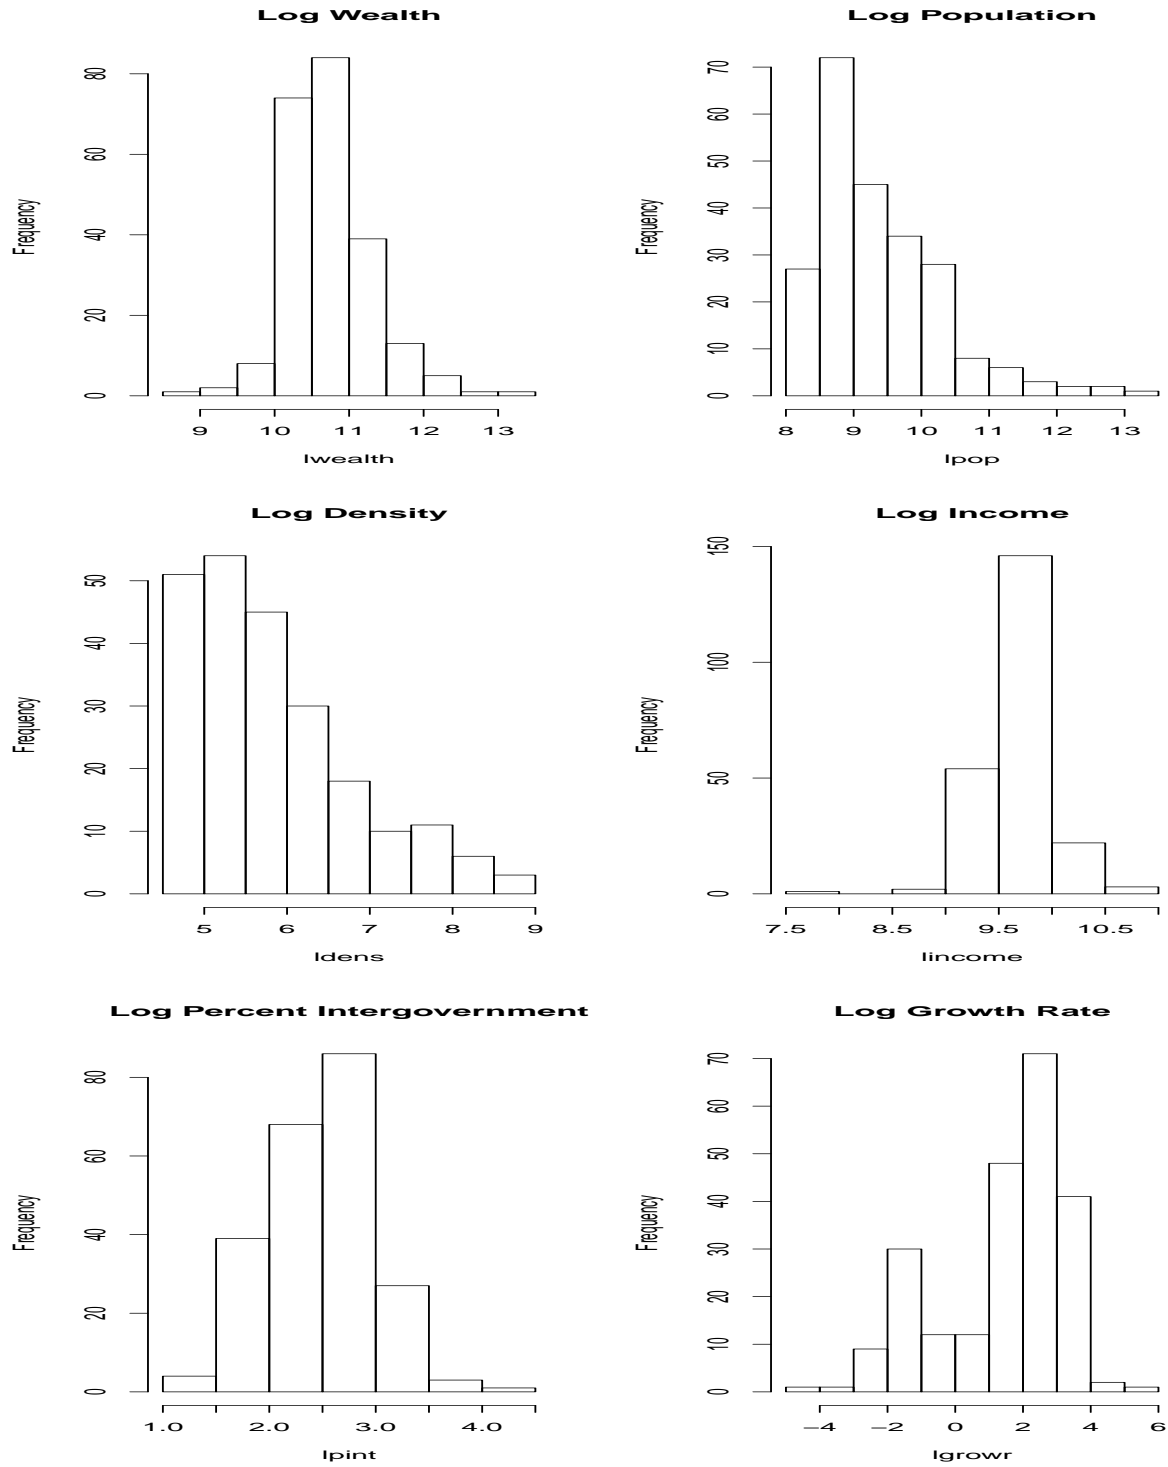 Log Wealth
Frequency
0 20 40 60 80
9 10 11 12 13
lwealth
Log Population
Frequency
0 10 20 30 40 50 60 70
8 9 10 11 12 13
lpop
Log Density
Frequency
0 10 20 30 40 50
5 6 7 8 9
ldens
Log Income
Frequency
0 50 100 150
7.5 8.5 9.5 10.5
lincome
Log Percent Intergovernment
Frequency
0 20 40 60 80
1.0 2.0 3.0 4.0
lpint
Log Growth Rate
Frequency
0 10 20 30 40 50 60 70
−4 −2 0 2 4 6
lgrowr